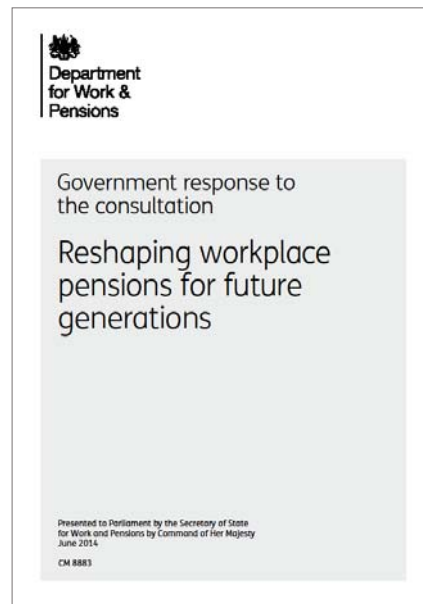 Department
for Work &
Pensions
Government response to
the consultation
Reshaping workplace
pensions for future
generations
Presented to Parliament by the Secretary of State
for Work and Pensions by Command of Her Majesty
June 2014
CM 8883